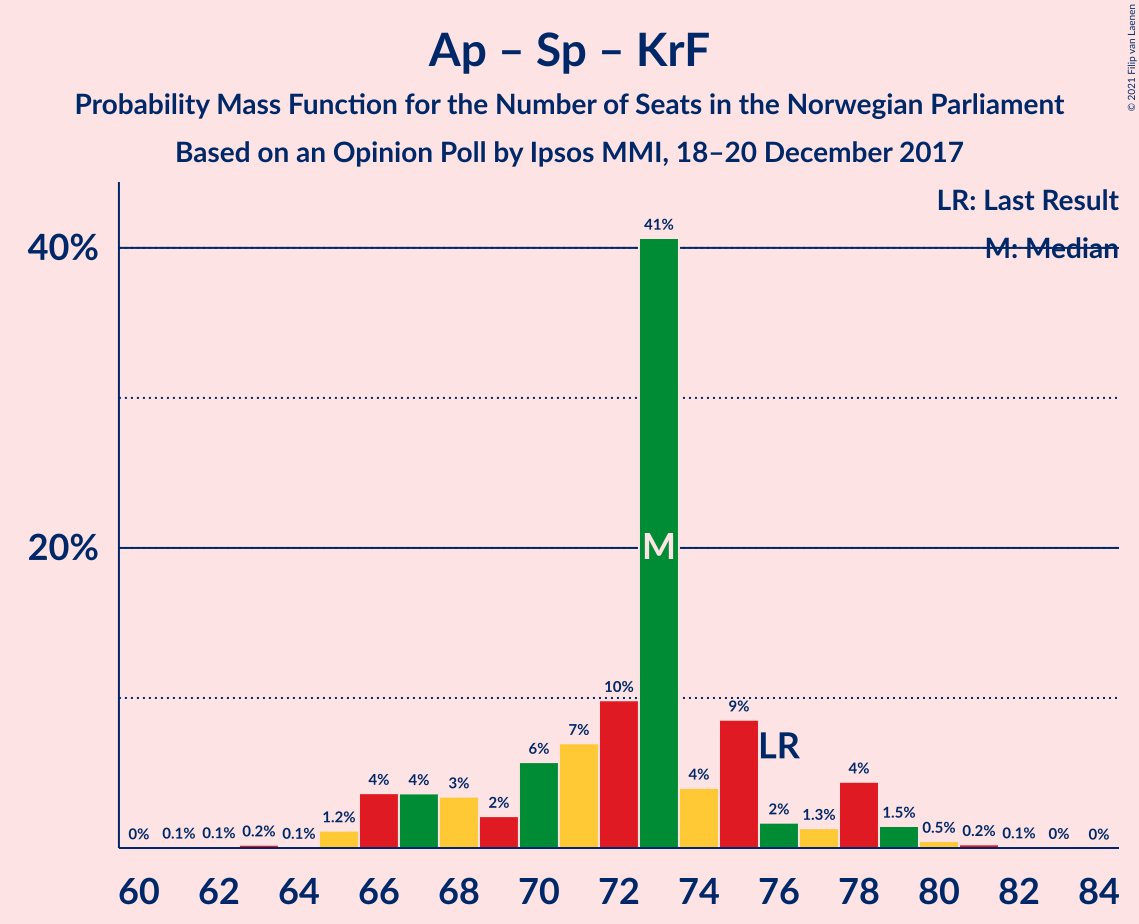 Ap – Sp – KrF
Probability Mass Function for the Number of Seats in the Norwegian Parliament
Based on an Opinion Poll by Ipsos MMI, 18–20 December 2017
© 2021 Filip van Laenen
LR: Last Result
M: Median
40%
20%
41%
M
10%
9%
LR
7%
6%
4%
4%
3%
2%
4%
2%
1.3%
4%
1.5%
0% 0.1% 0.1% 0.2% 0.1% 1.2%
0.5% 0.2% 0.1% 0% 0%
60 62 64 66 68 70 72 74 76 78 80 82 84